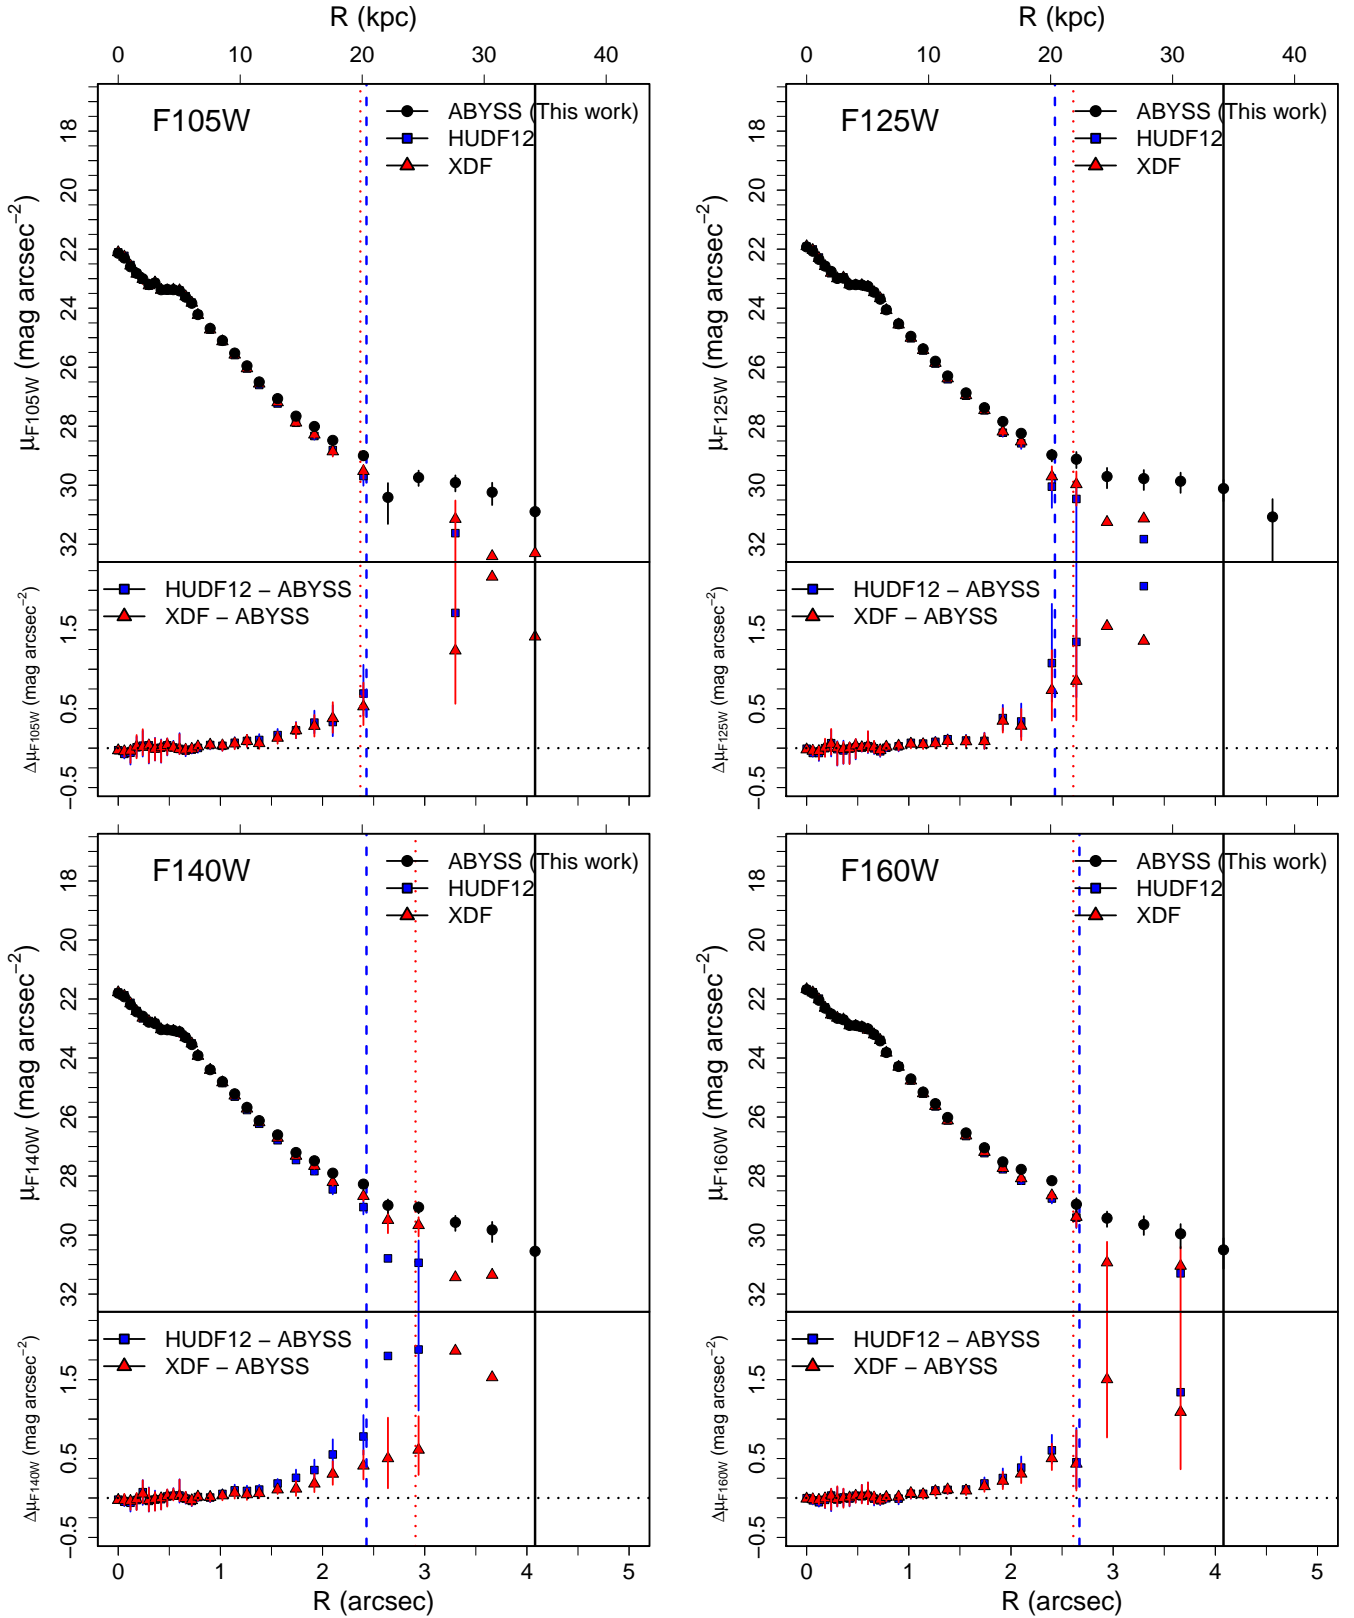 R (kpc)
0 10 20 30 40
F105W
ABYSS (This work)
HUDF12
XDF
μF105W (mag arcsec−2)
18 20 22 24 26 28 30 32
HUDF12 − ABYSS
XDF − ABYSS
ΔμF105W (mag arcsec−2)
−0.5 0.5 1.5
R (kpc)
0 10 20 30 40
F125W
ABYSS (This work)
HUDF12
XDF
μF125W (mag arcsec−2)
18 20 22 24 26 28 30 32
HUDF12 − ABYSS
XDF − ABYSS
ΔμF125W (mag arcsec−2)
−0.5 0.5 1.5
F140W
ABYSS (This work)
HUDF12
XDF
μF140W (mag arcsec−2)
18 20 22 24 26 28 30 32
HUDF12 − ABYSS
XDF − ABYSS
ΔμF140W (mag arcsec−2)
−0.5 0.5 1.5
0 1 2 3 4 5
R (arcsec)
F160W
ABYSS (This work)
HUDF12
XDF
μF160W (mag arcsec−2)
18 20 22 24 26 28 30 32
HUDF12 − ABYSS
XDF − ABYSS
ΔμF160W (mag arcsec−2)
−0.5 0.5 1.5
0 1 2 3 4 5
R (arcsec)